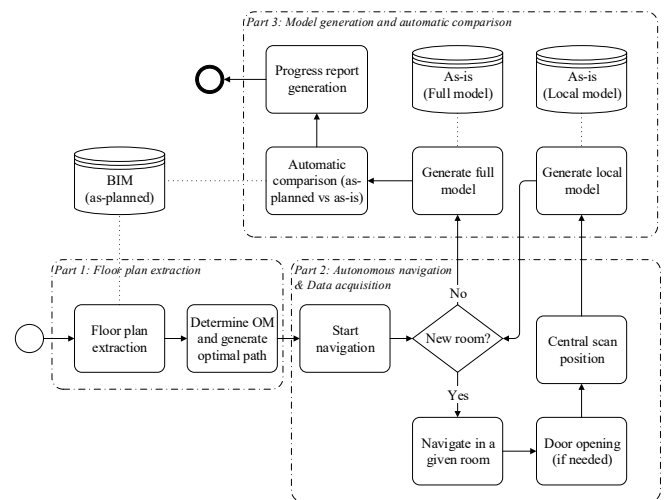 Part 3: Model generation and automatic comparison
Progress report
generation
As-is
(Full model)
As-is
(Local model)
BIM
(as-planned)
Automatic
comparison (as-
planned vs as-is)
Generate full
model
Generate local
model
Part 1: Floor plan extraction
Part 2: Autonomous navigation
& Data acquisition
Floor plan
extraction
Determine OM
and generate
optimal path
Start
navigation
No
New room?
Yes
Central scan
position
Navigate in a
given room
Door opening
(if needed)